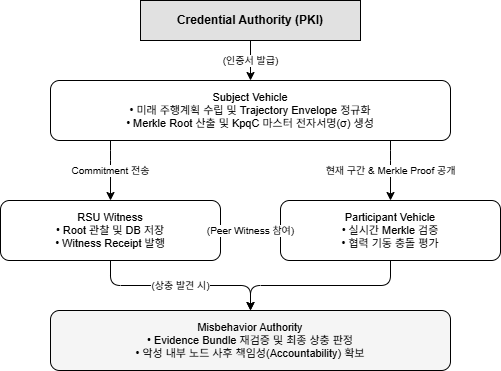 Credential Authority (PKI)
(인증서 발급)
Subject Vehicle
• 미래 주행계획 수립 및 Trajectory Envelope 정규화
• Merkle Root 산출 및 KpqC 마스터 전자서명(σ) 생성
Commitment 전송
현재 구간 & Merkle Proof 공개
RSU Witness
• Root 관찰 및 DB 저장
• Witness Receipt 발행
(Peer Witness 참여)
Participant Vehicle
• 실시간 Merkle 검증
• 협력 기동 충돌 평가
(상충 발견 시)
Misbehavior Authority
• Evidence Bundle 재검증 및 최종 상충 판정
• 악성 내부 노드 사후 책임성(Accountability) 확보